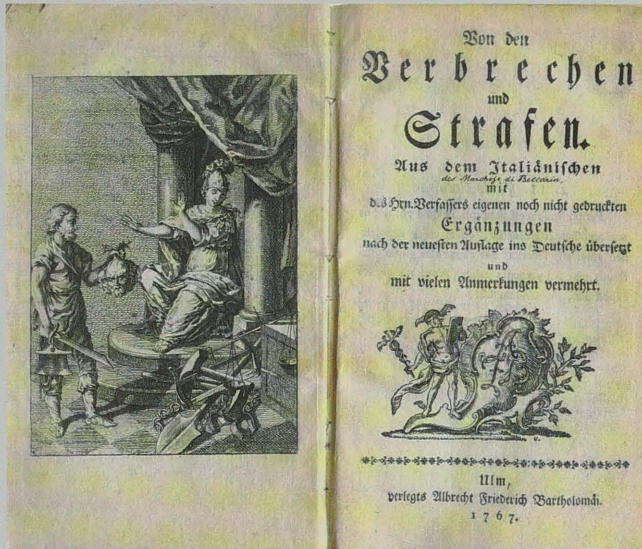 Von den
Verbrechen
und
Strafen.
Aus dem Italiänischen
des Marchese di Beccaria,
mit
des Hrn. Verfassers eigenen noch nicht gedruckten
Ergänzungen
nach der neuesten Auflage ins Deutsche übersetzt
und
mit vielen Anmerkungen vermehrt.
Ulm,
verlegts Albrecht Friederich Bartholomäi.
1767.